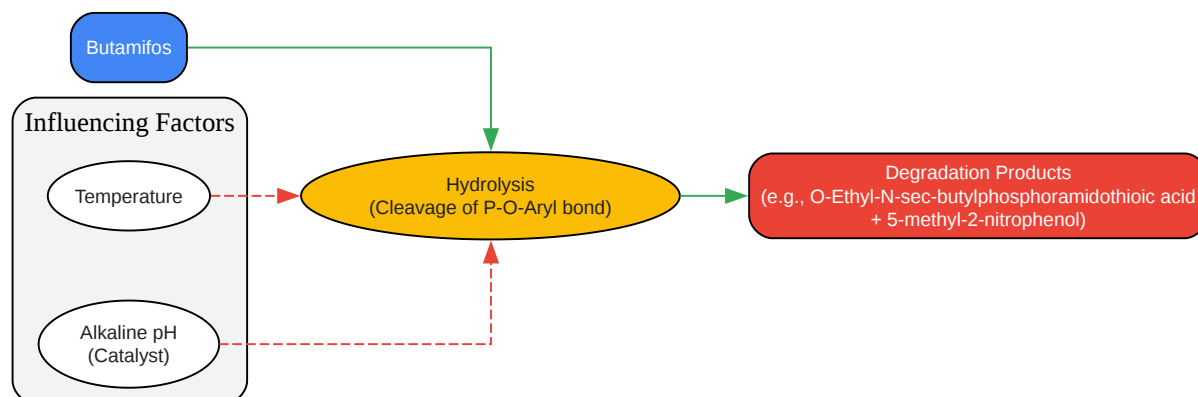 Butamifos
Influencing Factors
Temperature
Alkaline pH
(Catalyst)
Hydrolysis
(Cleavage of P-O-Aryl bond)
Degradation Products
(e.g., O-Ethyl-N-sec-butylphosphoramidothioic acid
+ 5-methyl-2-nitrophenol)